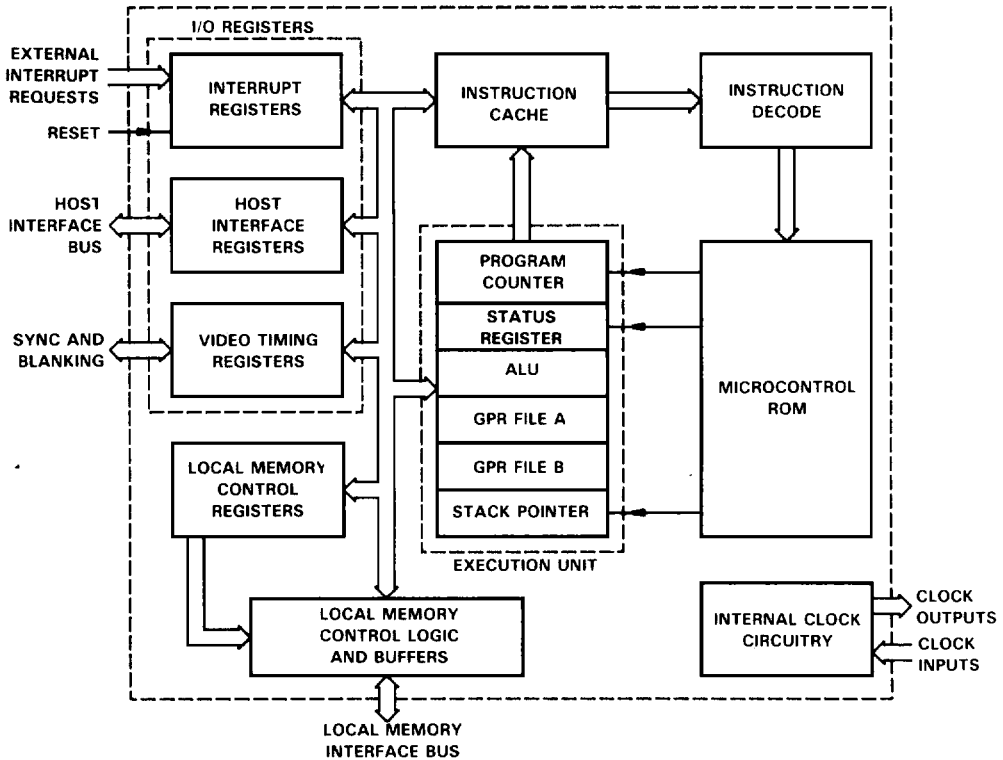 I/O REGISTERS
EXTERNAL
INTERRUPT
REQUESTS
RESET
INTERRUPT
REGISTERS
INSTRUCTION
CACHE
INSTRUCTION
DECODE
HOST
INTERFACE
BUS
HOST
INTERFACE
REGISTERS
PROGRAM
COUNTER
STATUS
REGISTER
ALU
GPR FILE A
GPR FILE B
STACK POINTER
EXECUTION UNIT
MICROCONTROL
ROM
SYNC AND
BLANKING
VIDEO TIMING
REGISTERS
LOCAL MEMORY
CONTROL
REGISTERS
LOCAL MEMORY
CONTROL LOGIC
AND BUFFERS
INTERNAL CLOCK
CIRCUITRY
CLOCK
OUTPUTS
CLOCK
INPUTS
LOCAL MEMORY
INTERFACE BUS